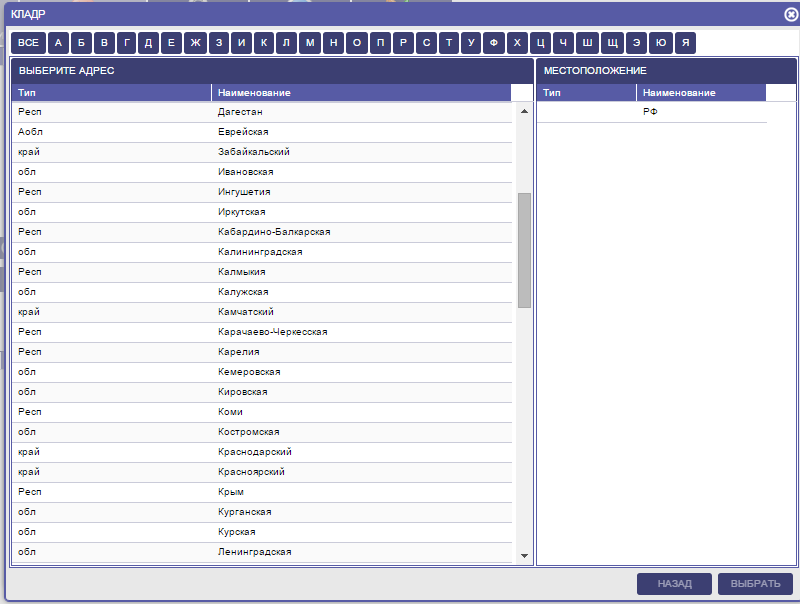 КЛАДР
ВСЕ А Б В Г Д Е Ж З И К Л М Н О П Р С Т У Ф Х Ц Ч Ш Щ Э Ю Я
ВЫБЕРИТЕ АДРЕС
Тип Наименование
Респ Дагестан
Аобл Еврейская
край Забайкальский
обл Ивановская
Респ Ингушетия
обл Иркутская
Респ Кабардино-Балкарская
обл Калининградская
Респ Калмыкия
обл Калужская
край Камчатский
Респ Карачаево-Черкесская
Респ Карелия
обл Кемеровская
обл Кировская
Респ Коми
обл Костромская
край Краснодарский
край Красноярский
Респ Крым
обл Курганская
обл Курская
обл Ленинградская
МЕСТОПОЛОЖЕНИЕ
Тип Наименование
РФ
НАЗАД ВЫБРАТЬ